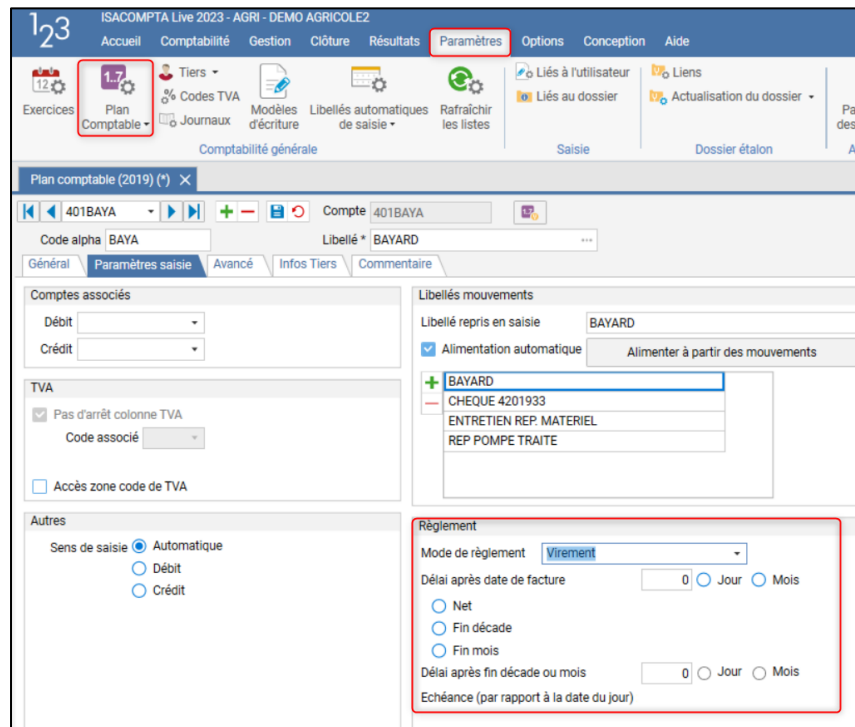 123
ISACOMPTA Live 2023 - AGRI - DEMO AGRICOLE2
Accueil Comptabilité Gestion Clôture Résultats Paramètres Options Conception Aide
Exercices
Plan Comptable
Tiers
% Codes TVA
Journaux
Modèles d'écriture
Libellés automatiques de saisie
Rafraîchir les listes
Liés à l'utilisateur
Liés au dossier
Liens
Actualisation du dossier
Comptabilité générale Saisie Dossier étalon
Plan comptable (2019) (*) X
401BAYA Compte 401BAYA
Code alpha BAYA Libellé * BAYARD ...
Général Paramètres saisie Avancé Infos Tiers Commentaire
Comptes associés
Débit
Crédit
TVA
Pas d'arrêt colonne TVA
Code associé
Accès zone code de TVA
Autres
Sens de saisie Automatique
Débit
Crédit
Libellés mouvements
Libellé repris en saisie BAYARD
Alimentation automatique Alimenter à partir des mouvements
BAYARD
CHEQUE 4201933
ENTRETIEN REP. MATERIEL
REP POMPE TRAITE
Règlement
Mode de règlement Virement
Délai après date de facture 0 Jour Mois
Net
Fin décade
Fin mois
Délai après fin décade ou mois 0 Jour Mois
Echéance (par rapport à la date du jour)